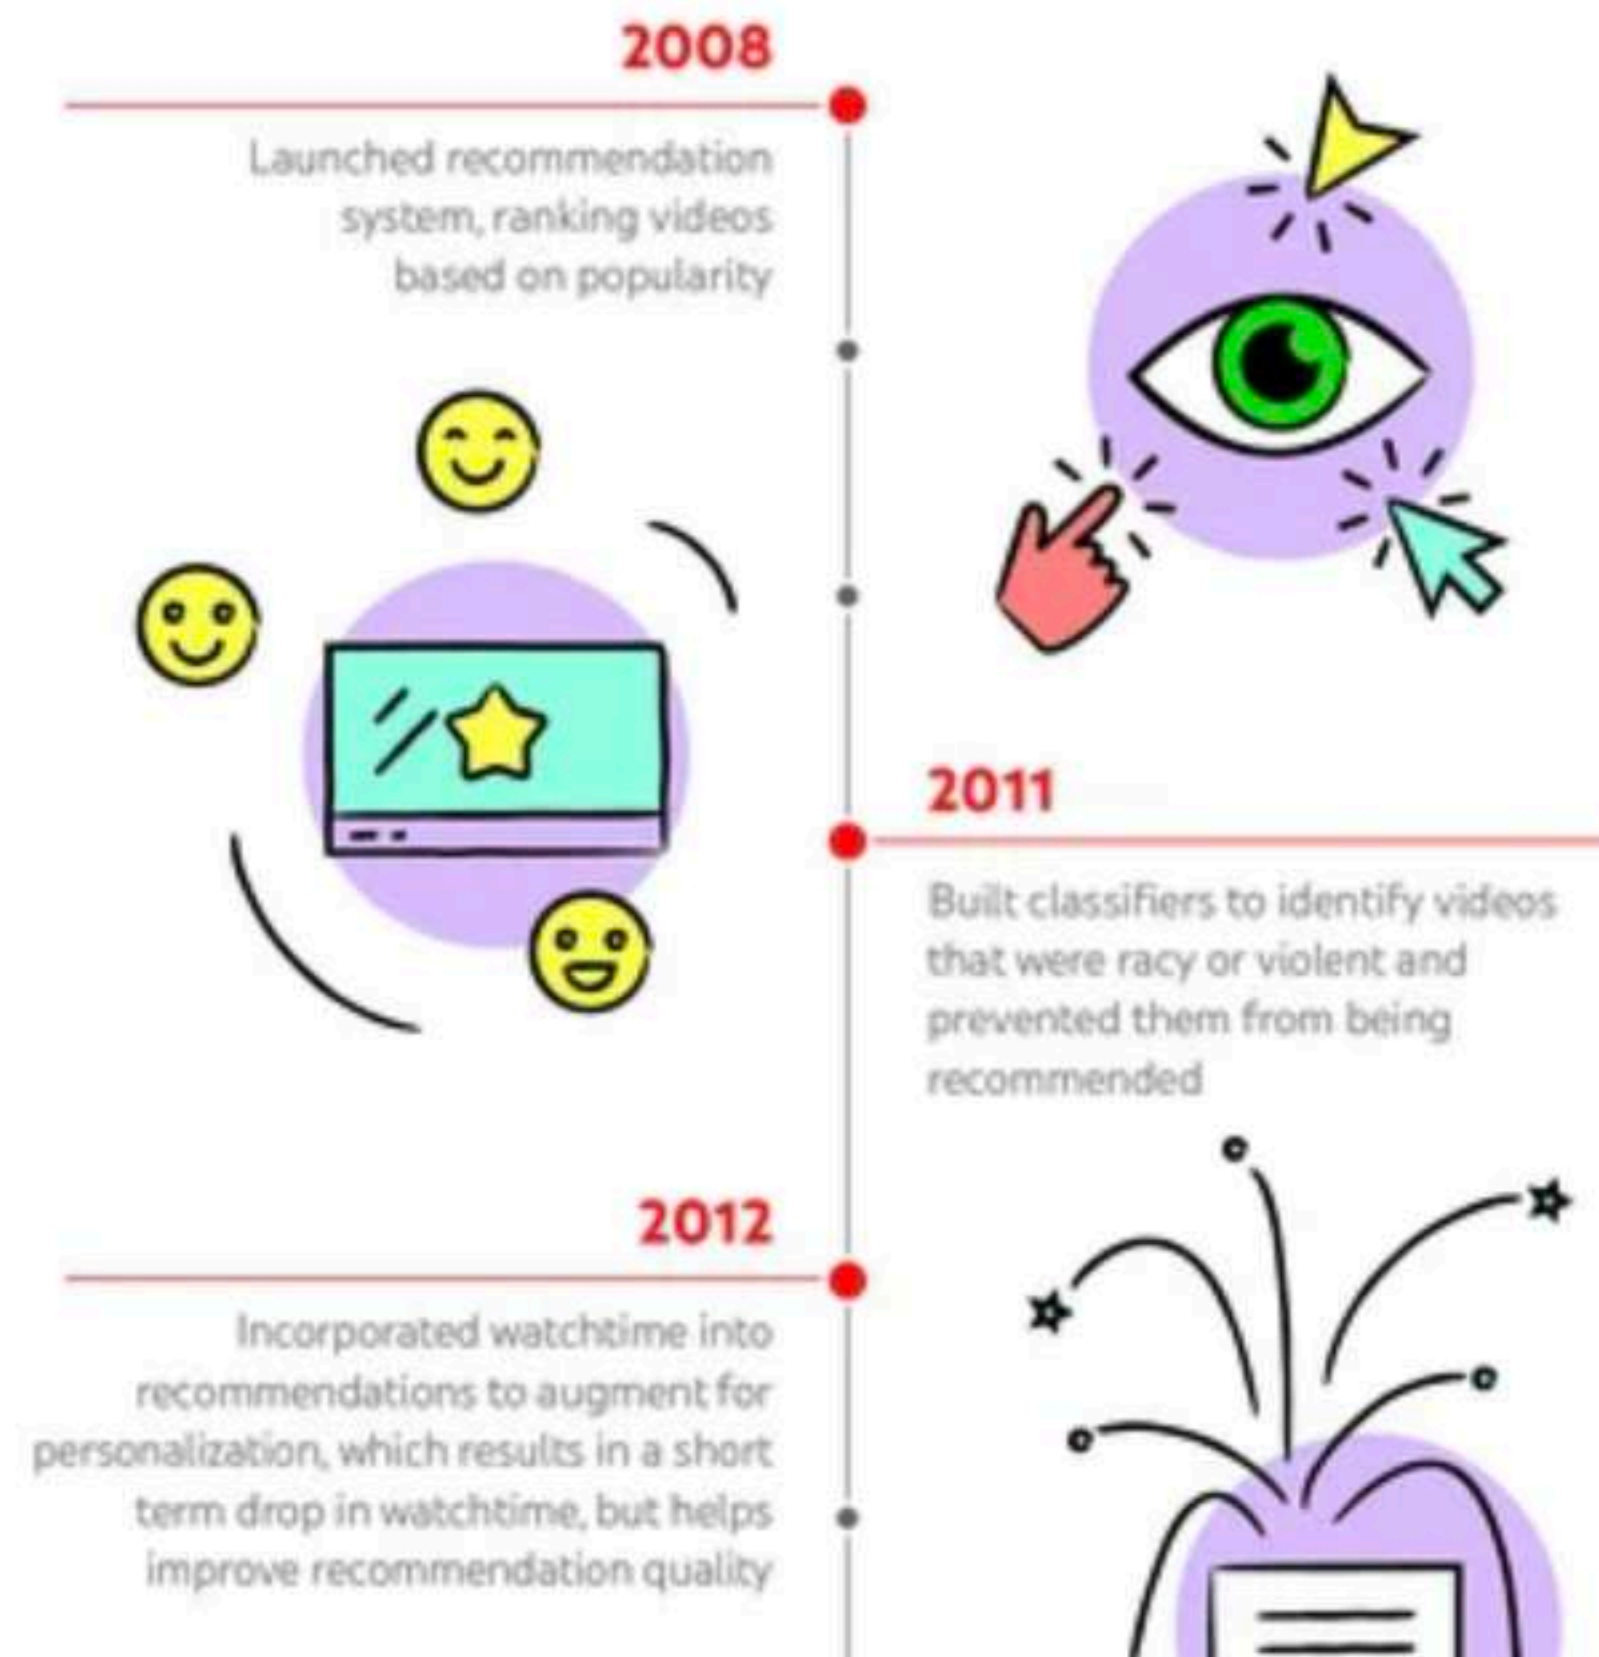 2008
Launched recommendation
system, ranking videos
based on popularity
2011
Built classifiers to identify videos
that were racy or violent and
prevented them from being
recommended
2012
Incorporated watchtime into
recommendations to augment for
personalization, which results in a short
term drop in watchtime, but helps
improve recommendation quality